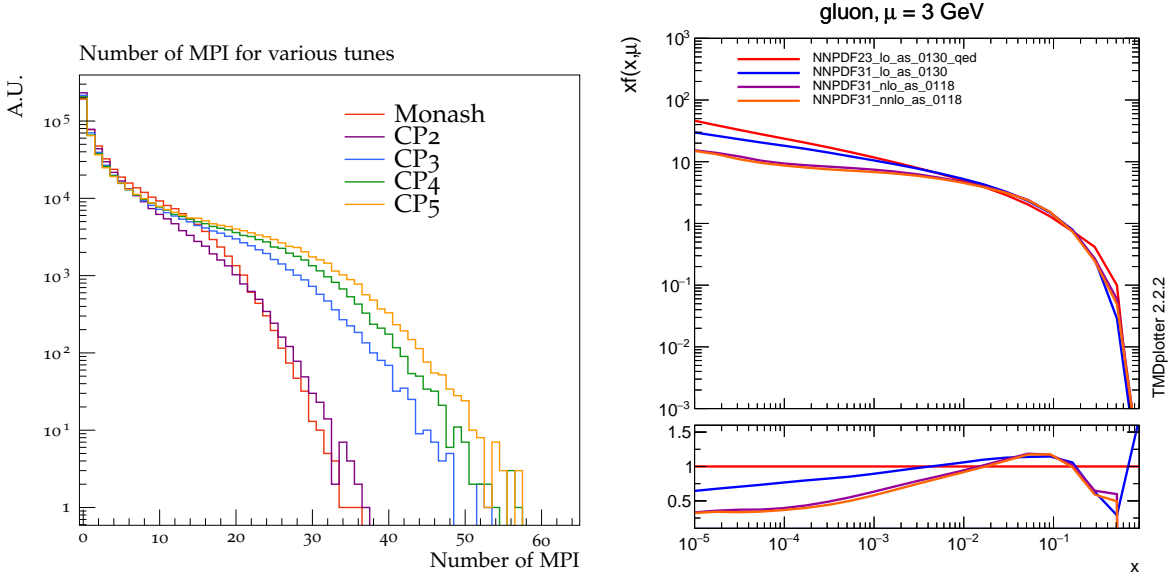 Number of MPI for various tunes
A.U.
Monash
CP2
CP3
CP4
CP5
10^5
10^4
10^3
10^2
10^1
1
0 10 20 30 40 50 60
Number of MPI
gluon, μ = 3 GeV
xf(x,μ)
NNPDF23_lo_as_0130_qed
NNPDF31_lo_as_0130
NNPDF31_nlo_as_0118
NNPDF31_nnlo_as_0118
10^3
10^2
10
1
10^−1
10^−2
10^−3
TMDplotter 2.2.2
1.5
1
0.5
10^−5 10^−4 10^−3 10^−2 10^−1 1
x